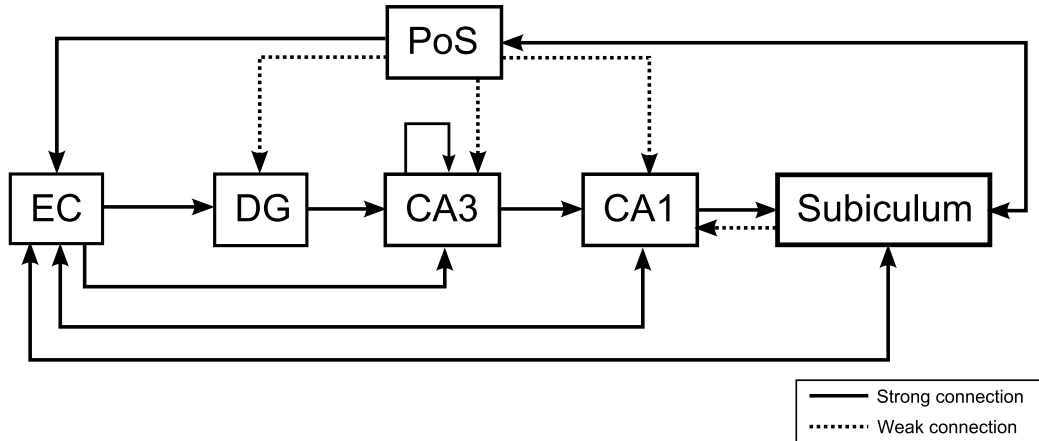 PoS
EC
DG
CA3
CA1
Subiculum
Strong connection
Weak connection